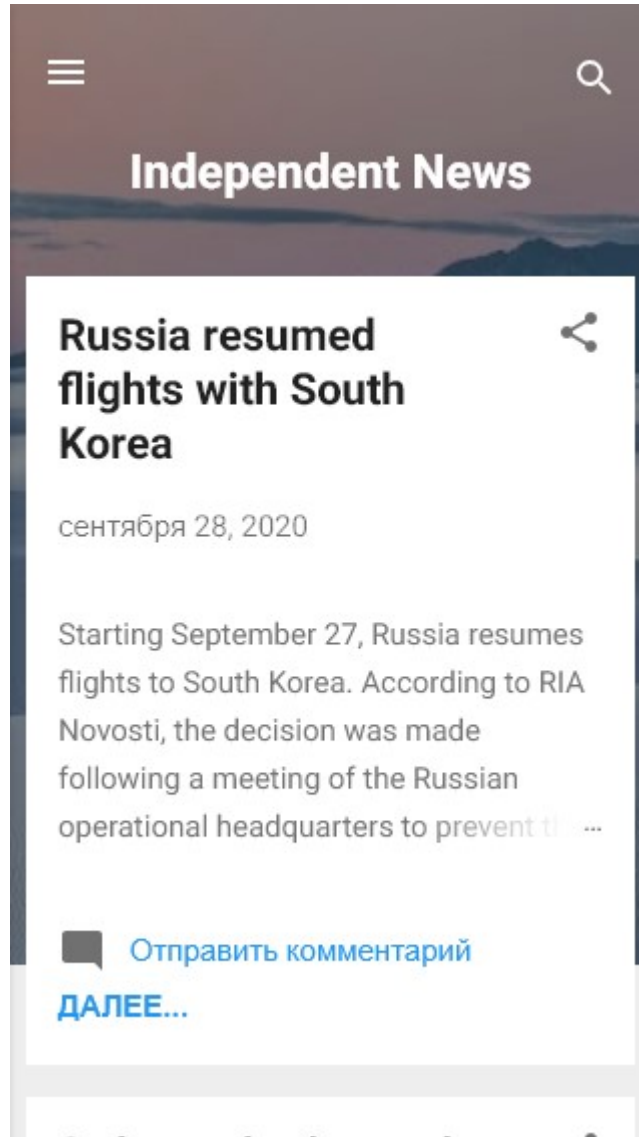 Independent News
Russia resumed
flights with South
Korea
сентября 28, 2020
Starting September 27, Russia resumes
flights to South Korea. According to RIA
Novosti, the decision was made
following a meeting of the Russian
operational headquarters to prevent ...
Отправить комментарий
ДАЛЕЕ...